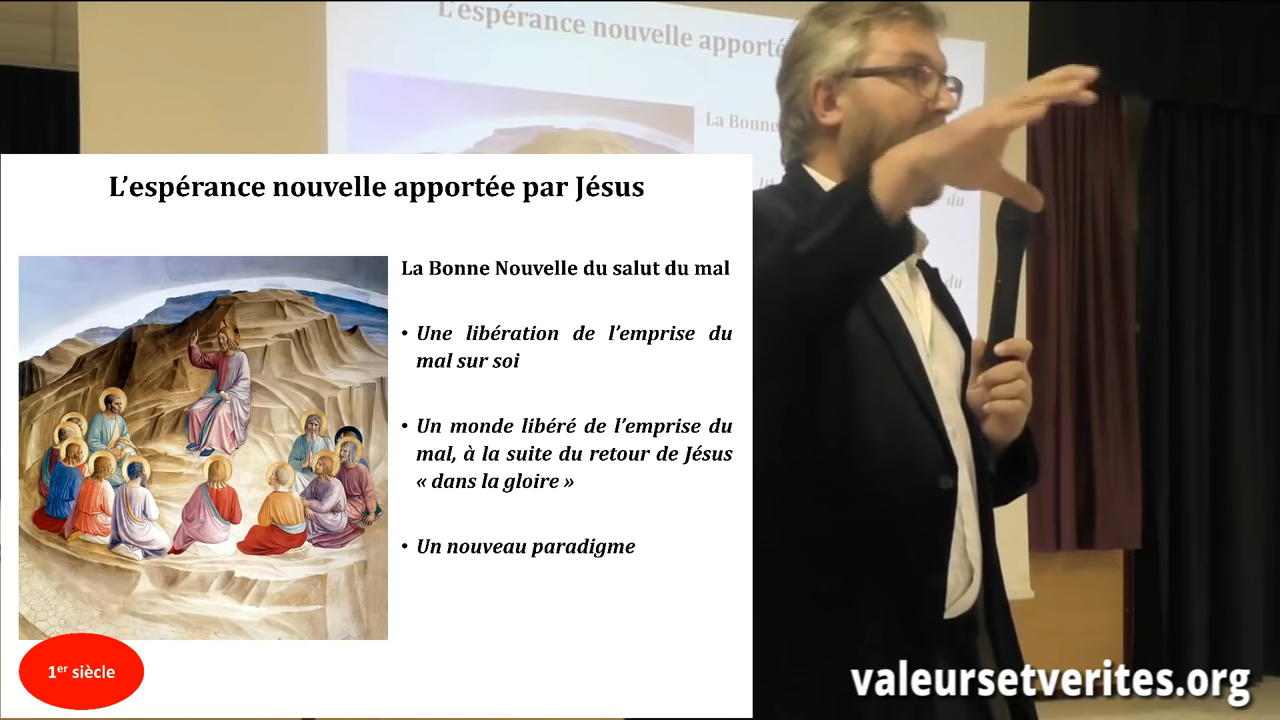 L'espérance nouvelle apporté
La Bonne
du
du
L'espérance nouvelle apportée par Jésus
La Bonne Nouvelle du salut du mal
• Une libération de l'emprise du
mal sur soi
• Un monde libéré de l'emprise du
mal, à la suite du retour de Jésus
« dans la gloire »
• Un nouveau paradigme
1er siècle
valeursetverites.org